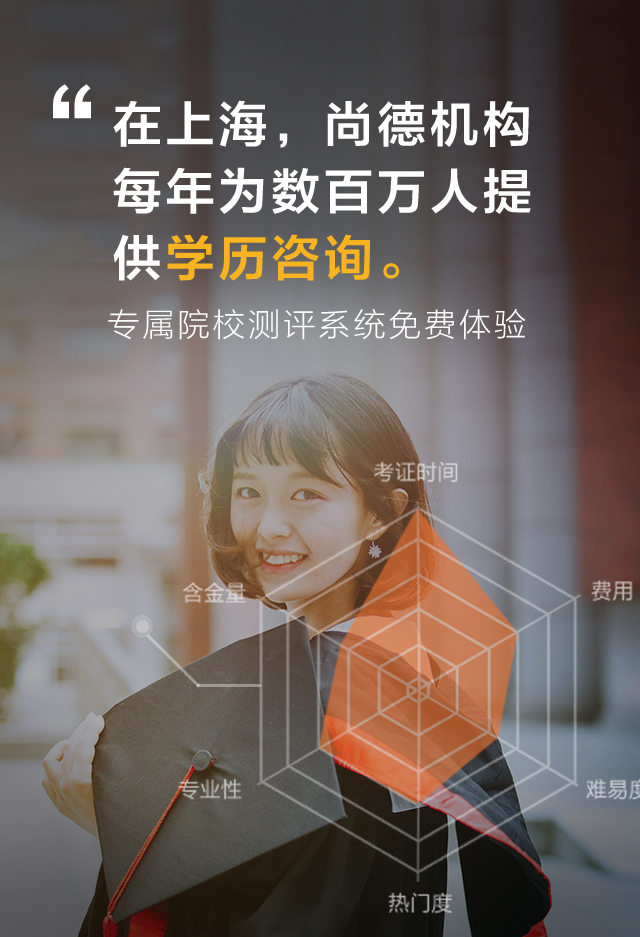 “在上海，尚德机构
每年为数百万人提
供学历咨询。
专属院校测评系统免费体验
考证时间
含金量
费用
专业性
难易度
热门度